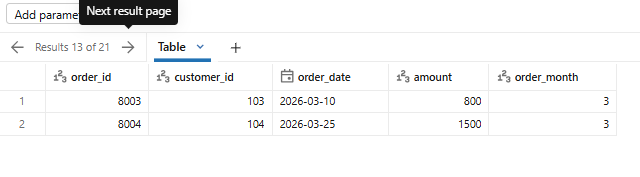 Next result page
Add parame
Results 13 of 21
Table
order_id customer_id order_date amount order_month
1 8003 103 2026-03-10 800 3
2 8004 104 2026-03-25 1500 3